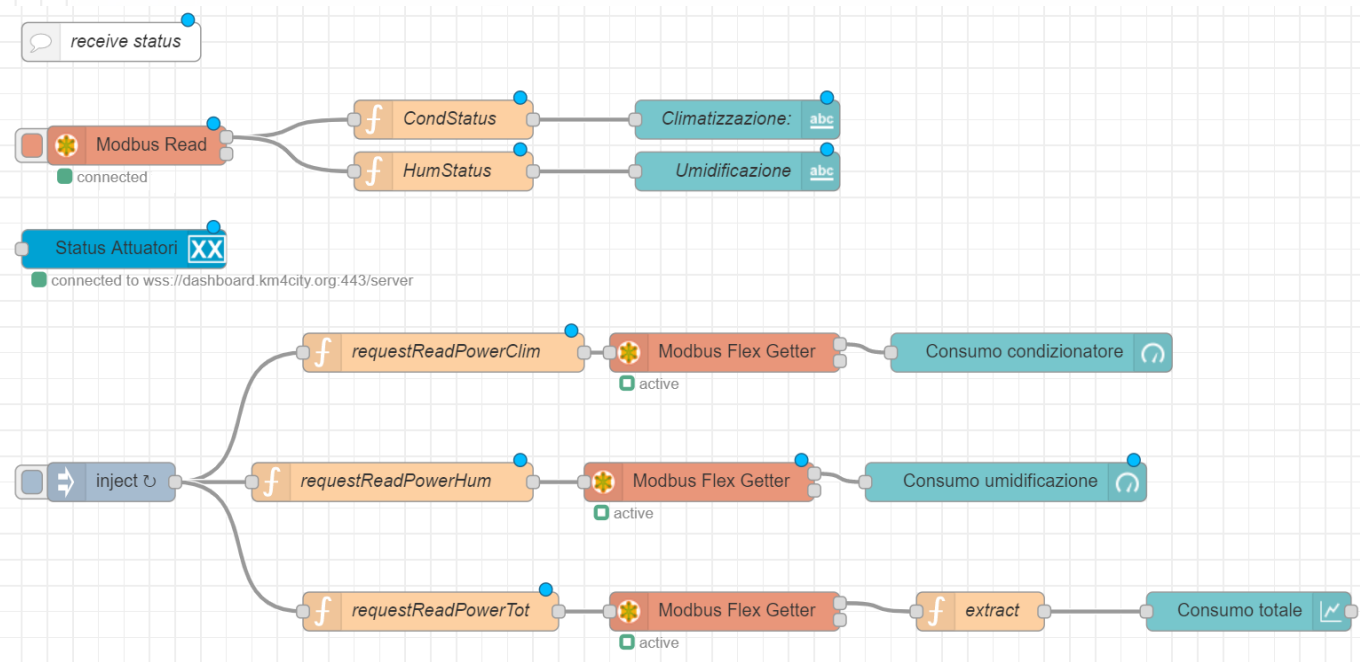 receive status
CondStatus
Climatizzazione:
abc
Modbus Read
connected
HumStatus
Umidificazione
abc
Status Attuatori
XX
connected to wss://dashboard.km4city.org:443/server
requestReadPowerClim
Modbus Flex Getter
Consumo condizionatore
active
inject ↻
requestReadPowerHum
Modbus Flex Getter
Consumo umidificazione
active
requestReadPowerTot
Modbus Flex Getter
extract
Consumo totale
active